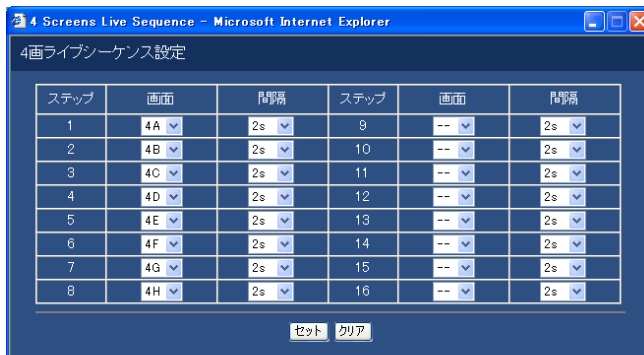 4 Screens Live Sequence - Microsoft Internet Explorer
4画ライブシーケンス設定
ステップ 画面 間隔 ステップ 画面 間隔
1 4A 2s 9 -- 2s
2 4B 2s 10 -- 2s
3 4C 2s 11 -- 2s
4 4D 2s 12 -- 2s
5 4E 2s 13 -- 2s
6 4F 2s 14 -- 2s
7 4G 2s 15 -- 2s
8 4H 2s 16 -- 2s
セット クリア